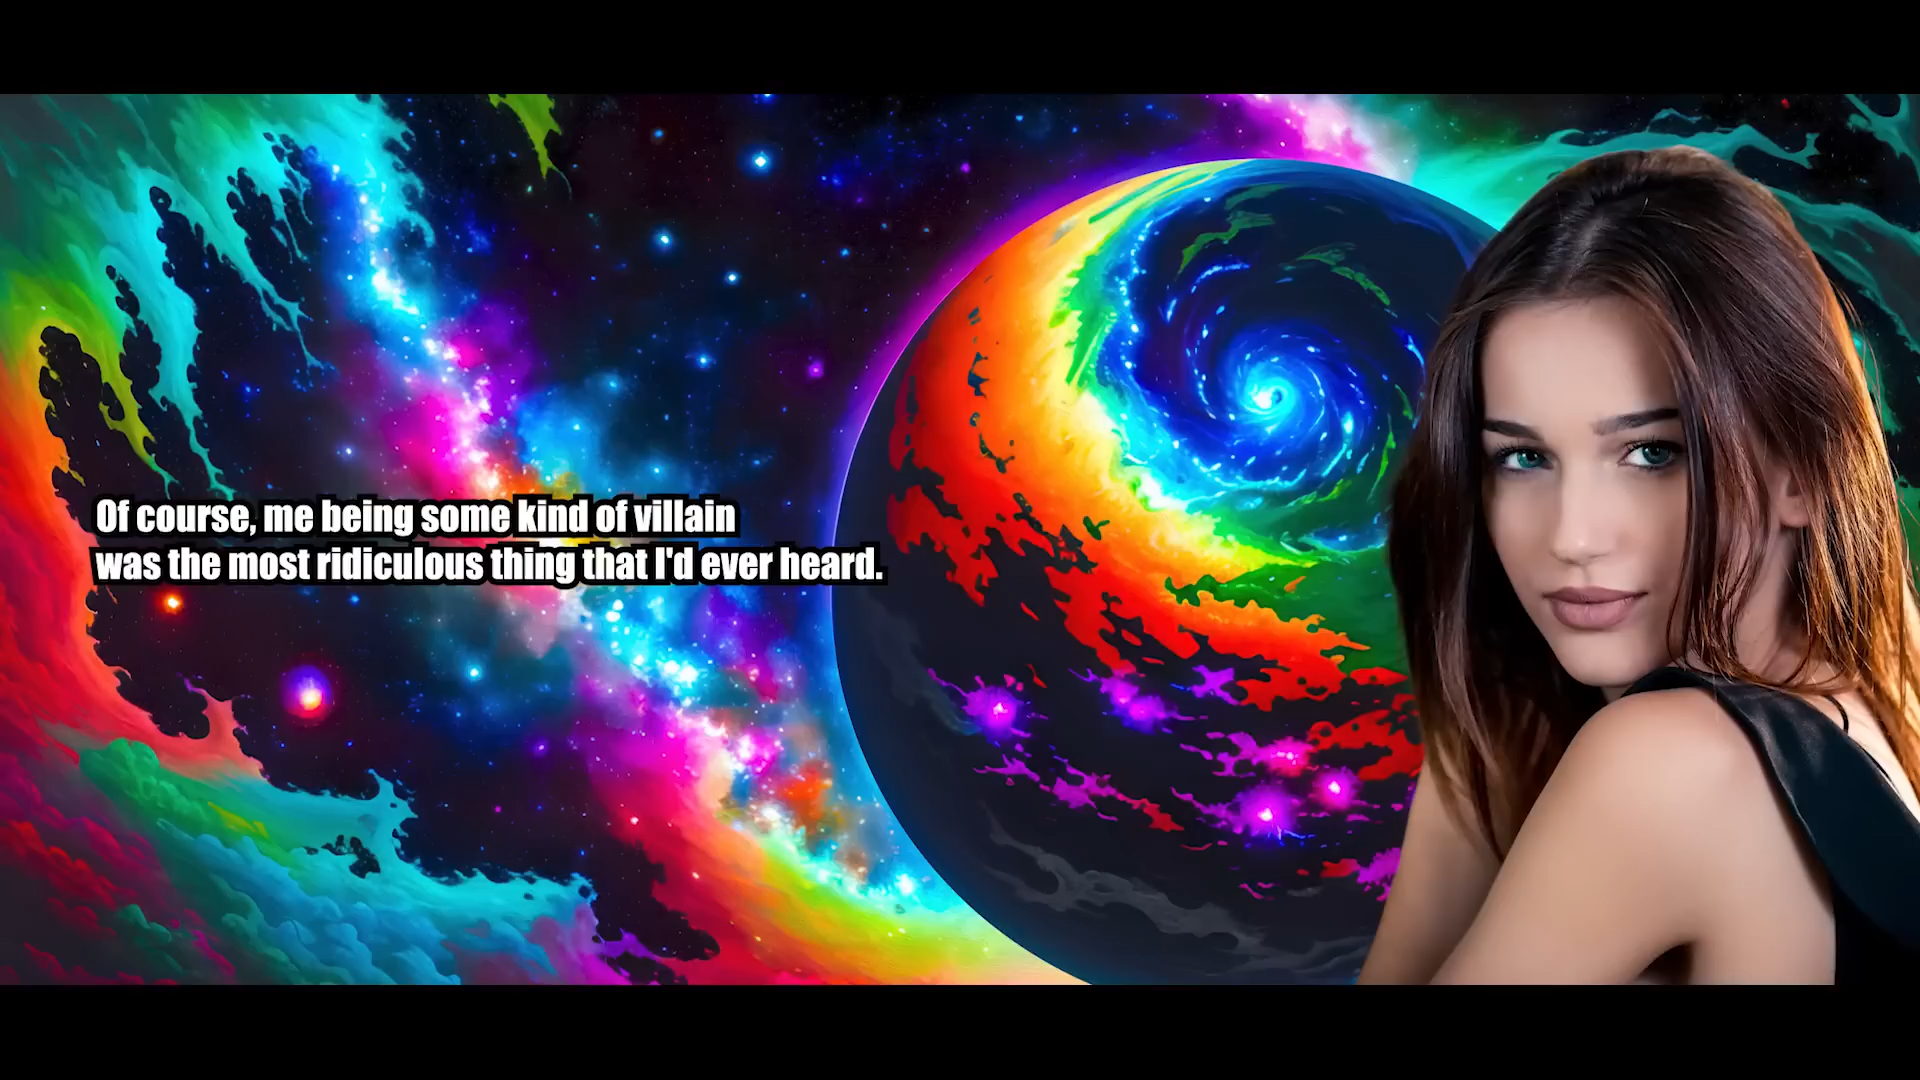 Of course, me being some kind of villain
was the most ridiculous thing that I'd ever heard.